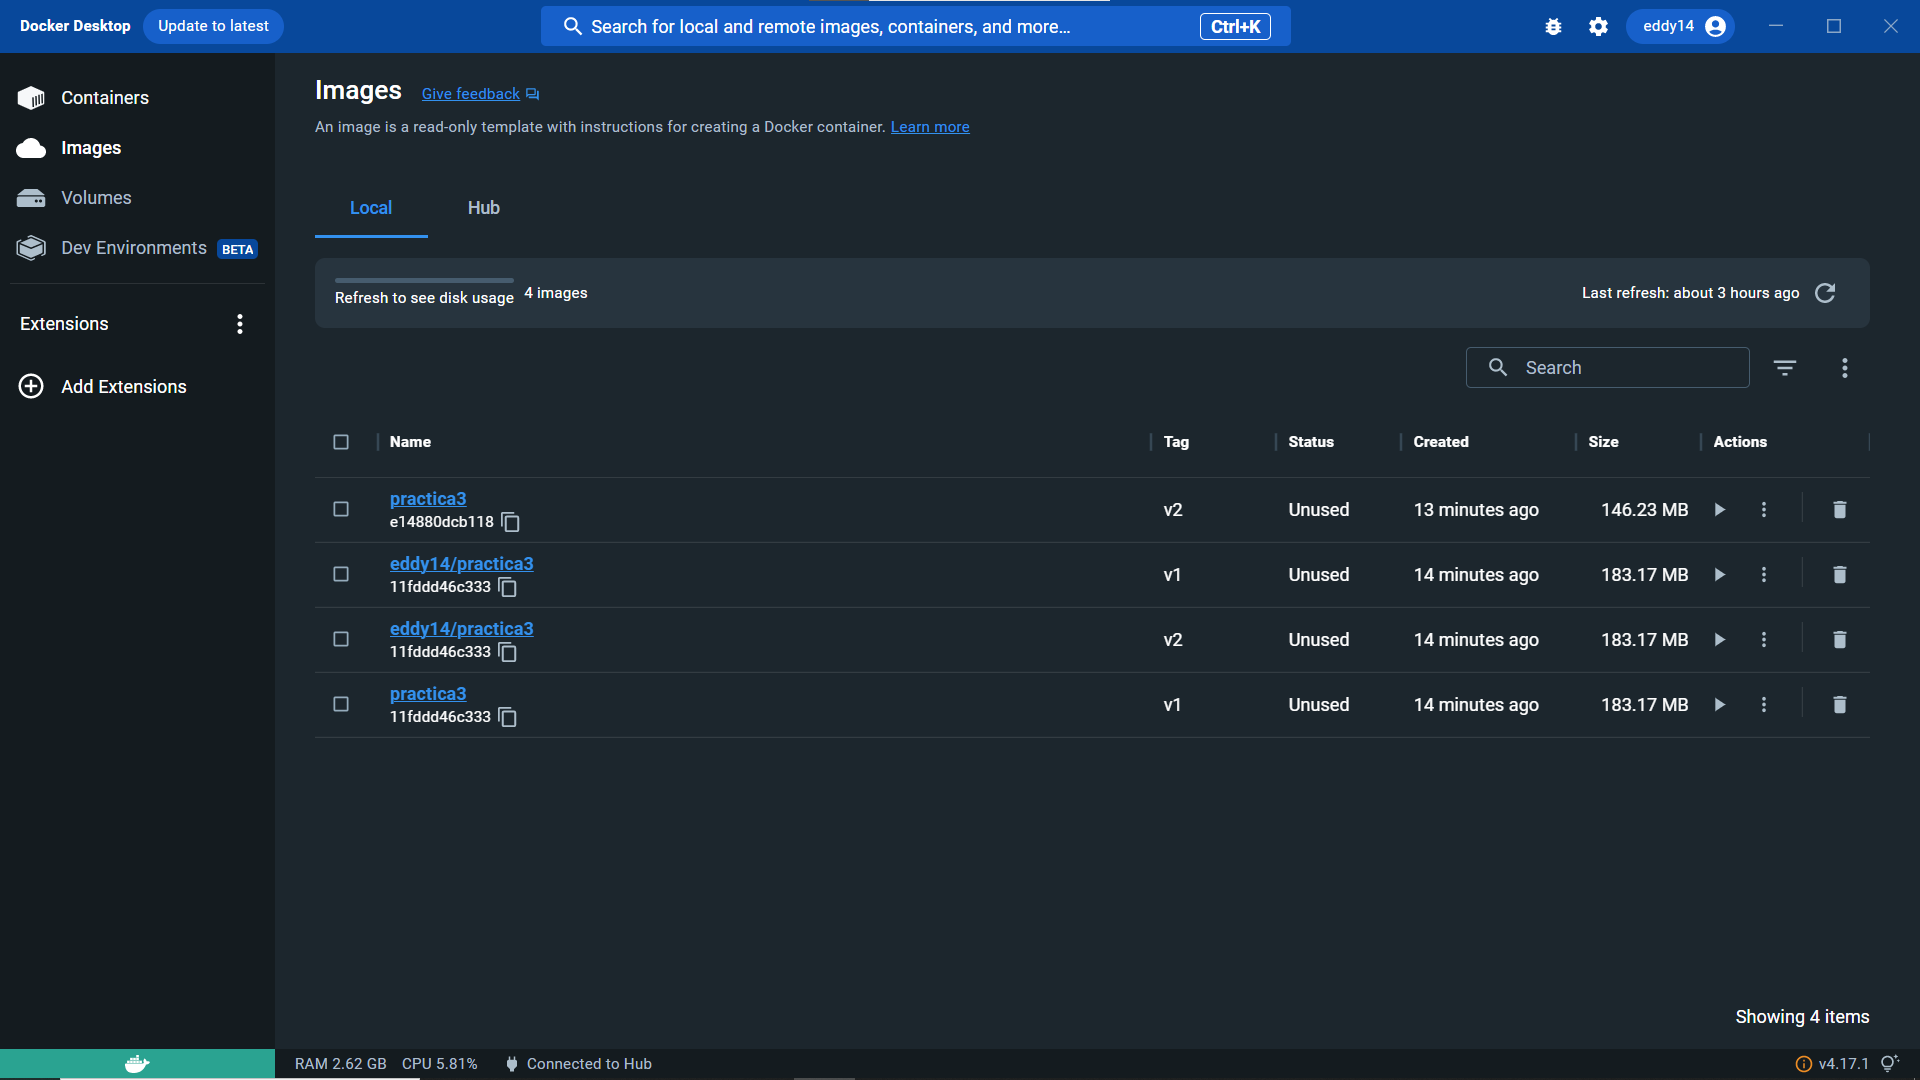 Docker Desktop Update to latest Search for local and remote images, containers, and more... Ctrl+K eddy14
Containers
Images
Volumes
Dev Environments BETA
Extensions
Add Extensions
Images Give feedback
An image is a read-only template with instructions for creating a Docker container. Learn more
Local Hub
Refresh to see disk usage 4 images Last refresh: about 3 hours ago
Search
Name Tag Status Created Size Actions
practica3
e14880dcb118 v2 Unused 13 minutes ago 146.23 MB
eddy14/practica3
11fddd46c333 v1 Unused 14 minutes ago 183.17 MB
eddy14/practica3
11fddd46c333 v2 Unused 14 minutes ago 183.17 MB
practica3
11fddd46c333 v1 Unused 14 minutes ago 183.17 MB
Showing 4 items
RAM 2.62 GB CPU 5.81% Connected to Hub v4.17.1